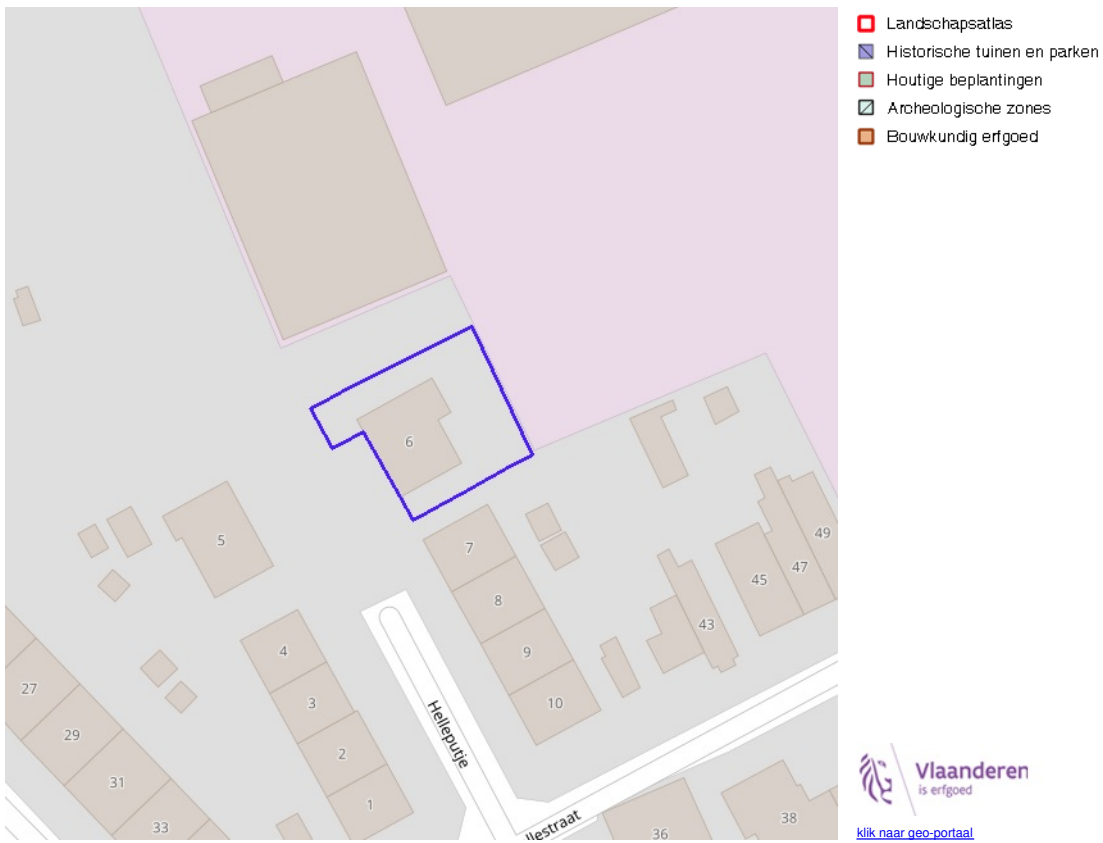 Landschapsatlas
Historische tuinen en parken
Houtige beplantingen
Archeologische zones
Bouwkundig erfgoed
6
5
7
49
47
45
8
43
4
9
27
3
10
29
Helleputje
2
31
1
33
llestraat
36
38
Vlaanderen
is erfgoed
klik naar geo-portaal